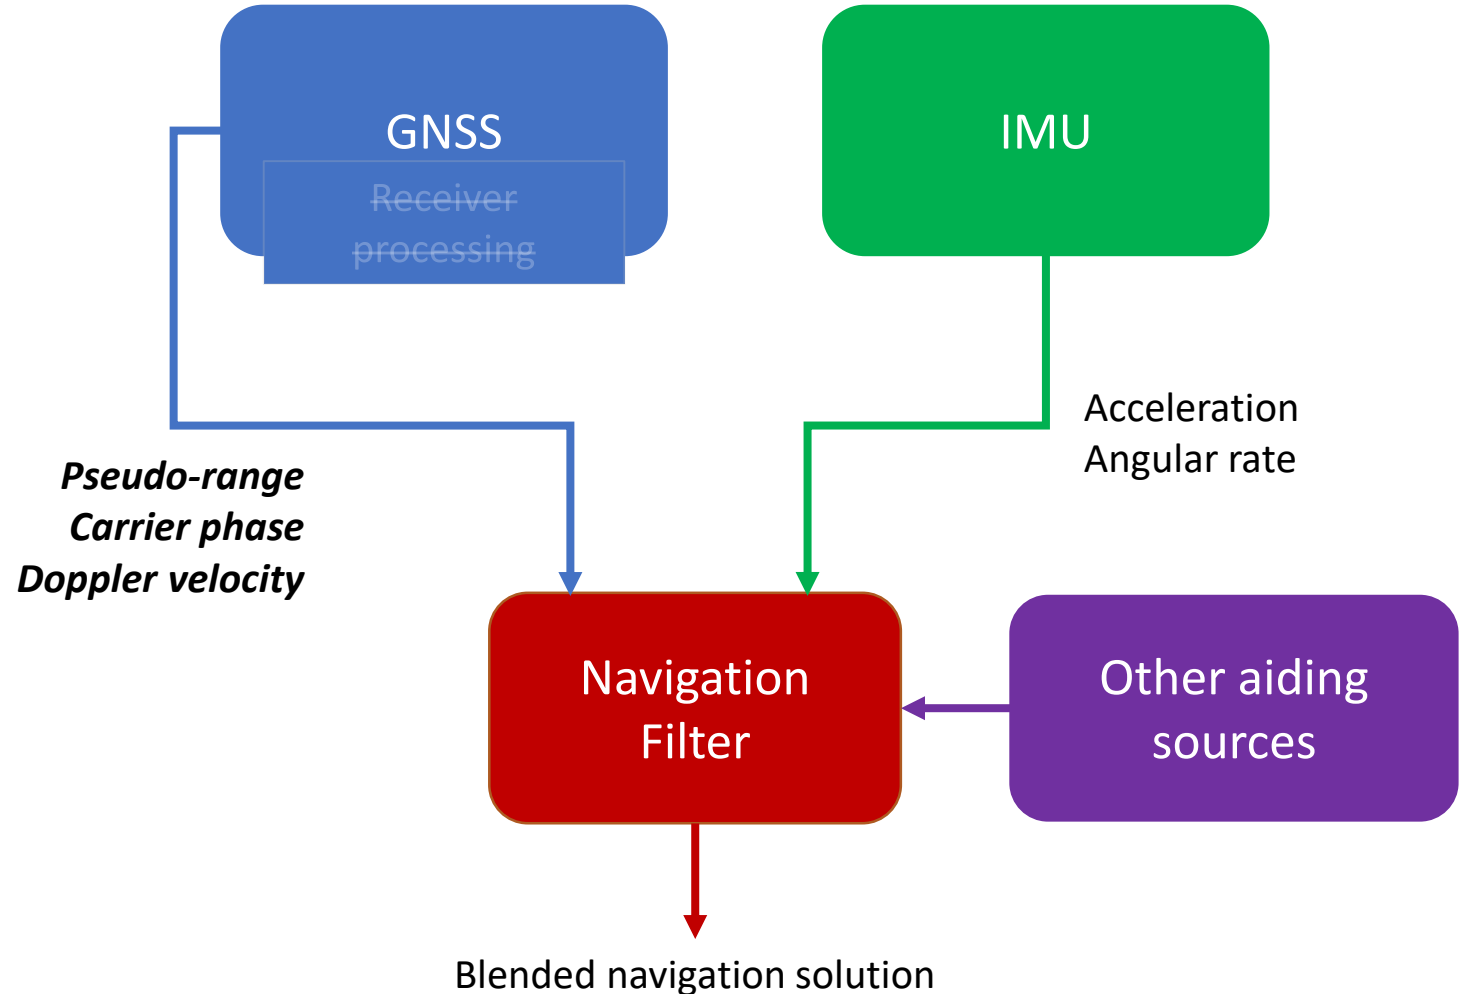 GNSS
Receiver
processing
IMU
Acceleration
Angular rate
Pseudo-range
Carrier phase
Doppler velocity
Navigation
Filter
Other aiding
sources
Blended navigation solution